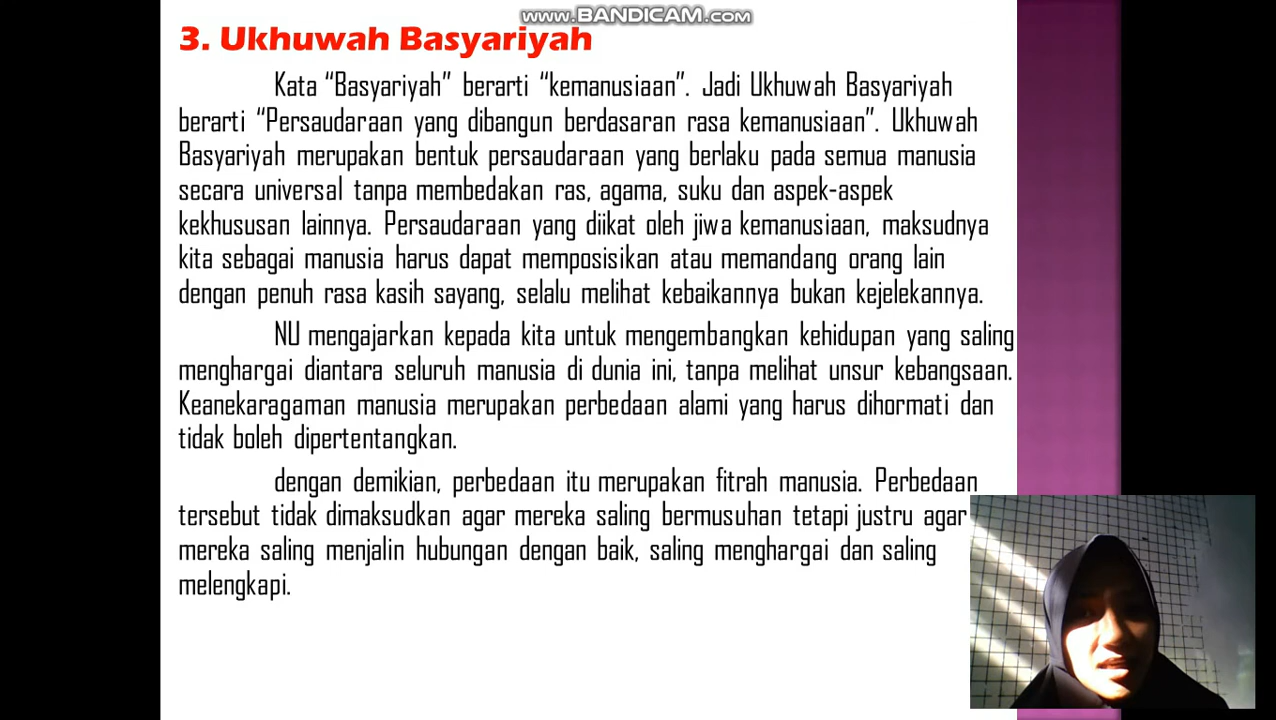 www.BANDICAM.com
3. Ukhuwah Basyariyah
Kata “Basyariyah” berarti “kemanusiaan”. Jadi Ukhuwah Basyariyah
berarti “Persaudaraan yang dibangun berdasaran rasa kemanusiaan”. Ukhuwah
Basyariyah merupakan bentuk persaudaraan yang berlaku pada semua manusia
secara universal tanpa membedakan ras, agama, suku dan aspek-aspek
kekhususan lainnya. Persaudaraan yang diikat oleh jiwa kemanusiaan, maksudnya
kita sebagai manusia harus dapat memposisikan atau memandang orang lain
dengan penuh rasa kasih sayang, selalu melihat kebaikannya bukan kejelekannya.
NU mengajarkan kepada kita untuk mengembangkan kehidupan yang saling
menghargai diantara seluruh manusia di dunia ini, tanpa melihat unsur kebangsaan.
Keanekaragaman manusia merupakan perbedaan alami yang harus dihormati dan
tidak boleh dipertentangkan.
dengan demikian, perbedaan itu merupakan fitrah manusia. Perbedaan
tersebut tidak dimaksudkan agar mereka saling bermusuhan tetapi justru agar
mereka saling menjalin hubungan dengan baik, saling menghargai dan saling
melengkapi.